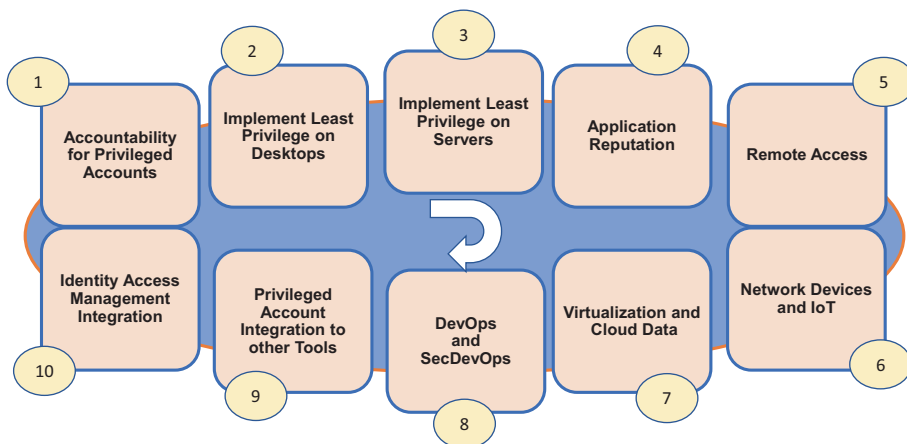 1
Accountability
for Privileged
Accounts
2
Implement Least
Privilege on
Desktops
3
Implement Least
Privilege on
Servers
4
Application
Reputation
5
Remote Access
Network Devices
and IoT
6
Virtualization and
Cloud Data
7
DevOps
and
SecDevOps
8
Privileged
Account
Integration to
other Tools
9
Identity Access
Management
Integration
10